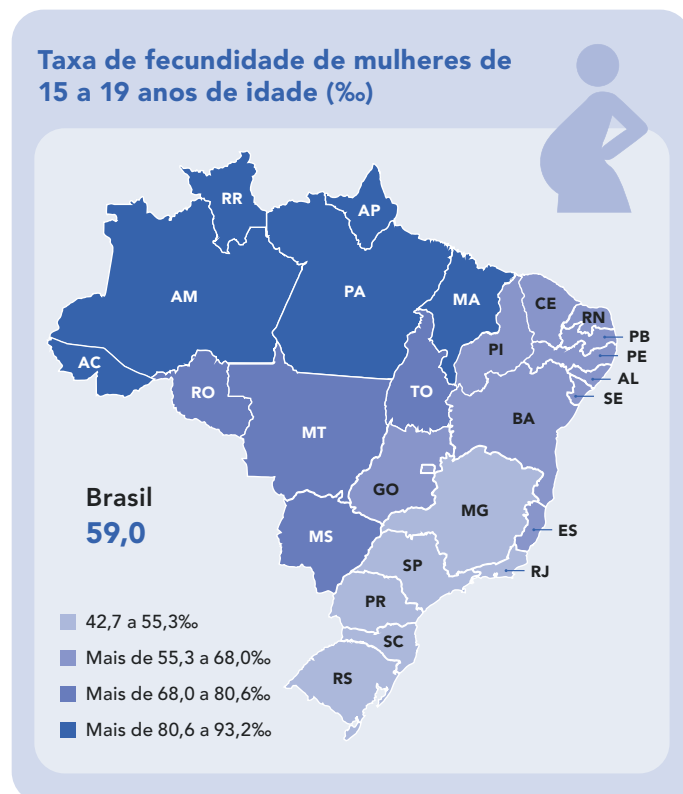 Taxa de fecundidade de mulheres de
15 a 19 anos de idade (‰)
RR
AP
AM
PA
MA
CE
RN
PB
PE
PI
AC
AL
RO
TO
SE
MT
BA
GO
Brasil
59,0
MG
MS
ES
SP
RJ
PR
SC
RS
42,7 a 55,3‰
Mais de 55,3 a 68,0‰
Mais de 68,0 a 80,6‰
Mais de 80,6 a 93,2‰